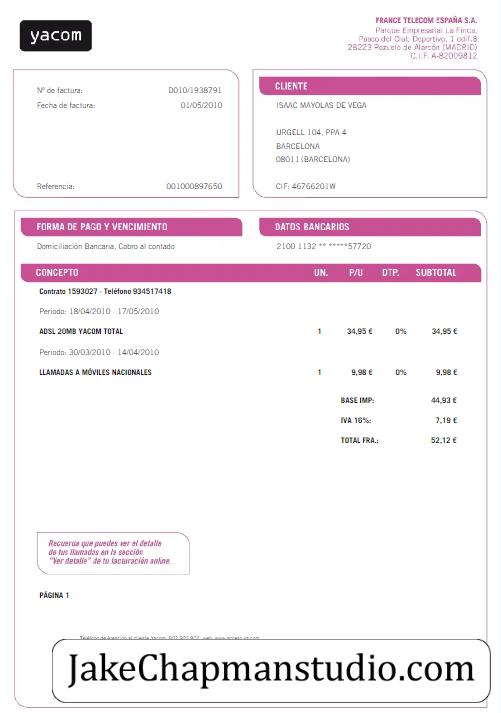 yacom
FRANCE TELECOM ESPAÑA S.A.
Parque Empresarial La Finca,
Paseo del Club Deportivo, 1 edif.8
28223 Pozuelo de Alarcón (MADRID)
C.I.F. A-82009812
Nº de factura: D010/1938791
Fecha de factura: 01/05/2010
Referencia: 001000897650
CLIENTE
ISAAC MAYOLAS DE VEGA
URGELL 104, PPA 4
BARCELONA
08011(BARCELONA)
CIF: 46766201W
FORMA DE PAGO Y VENCIMIENTO
Domiciliación Bancaria, Cobro al contado
DATOS BANCARIOS
2100 1132 ** *****57720
CONCEPTO UN. P/U DTP. SUBTOTAL
Contrato 1593027 - Teléfono 934517418
Periodo: 18/04/2010 - 17/05/2010
ADSL 20MB YACOM TOTAL 1 34,95 € 0% 34,95 €
Periodo: 30/03/2010 - 14/04/2010
LLAMADAS A MÓVILES NACIONALES 1 9,98 € 0% 9,98 €
BASE IMP: 44,93 €
IVA 16%: 7,19 €
TOTAL FRA.: 52,12 €
Recuerda que puedes ver el detalle
de tus llamadas en la sección
"Ver detalle" de tu facturación online.
PÁGINA 1
Teléfono de Atención al cliente Yacom. 902 902 902 web:
JakeChapmanstudio.com